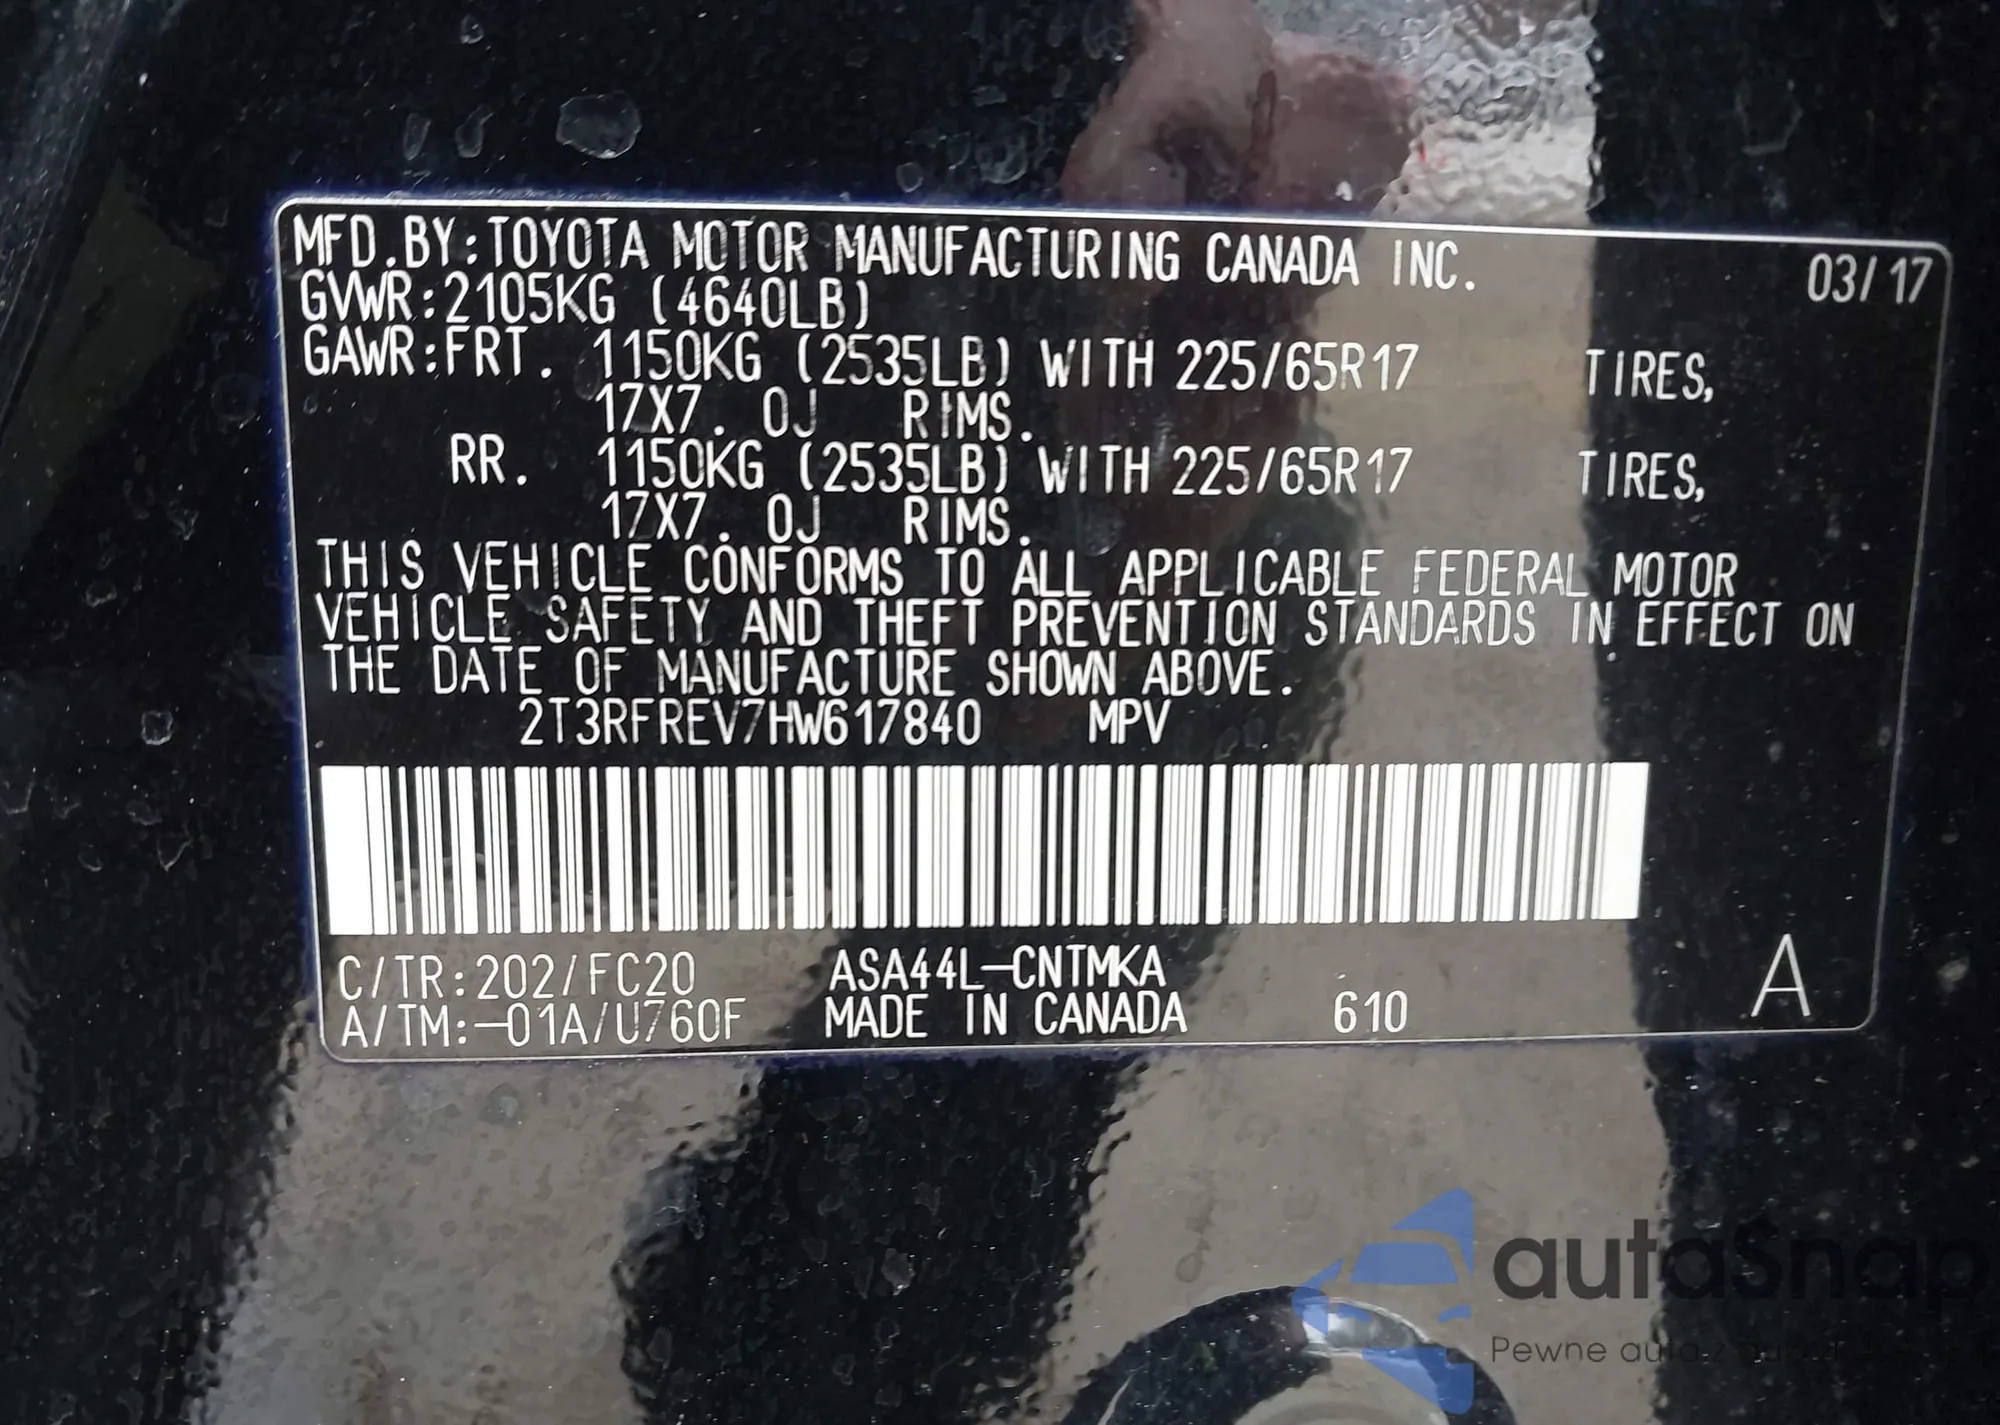 MFD.BY:TOYOTA MOTOR MANUFACTURING CANADA INC. 03/17
GVWR:2105KG (4640LB)
GAWR:FRT. 1150KG (2535LB) WITH 225/65R17 TIRES,
17X7. 0J RIMS.
RR. 1150KG (2535LB) WITH 225/65R17 TIRES,
17X7. 0J RIMS.
THIS VEHICLE CONFORMS TO ALL APPLICABLE FEDERAL MOTOR
VEHICLE SAFETY AND THEFT PREVENTION STANDARDS IN EFFECT ON
THE DATE OF MANUFACTURE SHOWN ABOVE.
2T3RFREV7HW617840 MPV
C/TR:202/FC20 ASA44L-CNTMKA
A/TM:-01A/U760F MADE IN CANADA 610 A
autaSnap
Pewne auta z